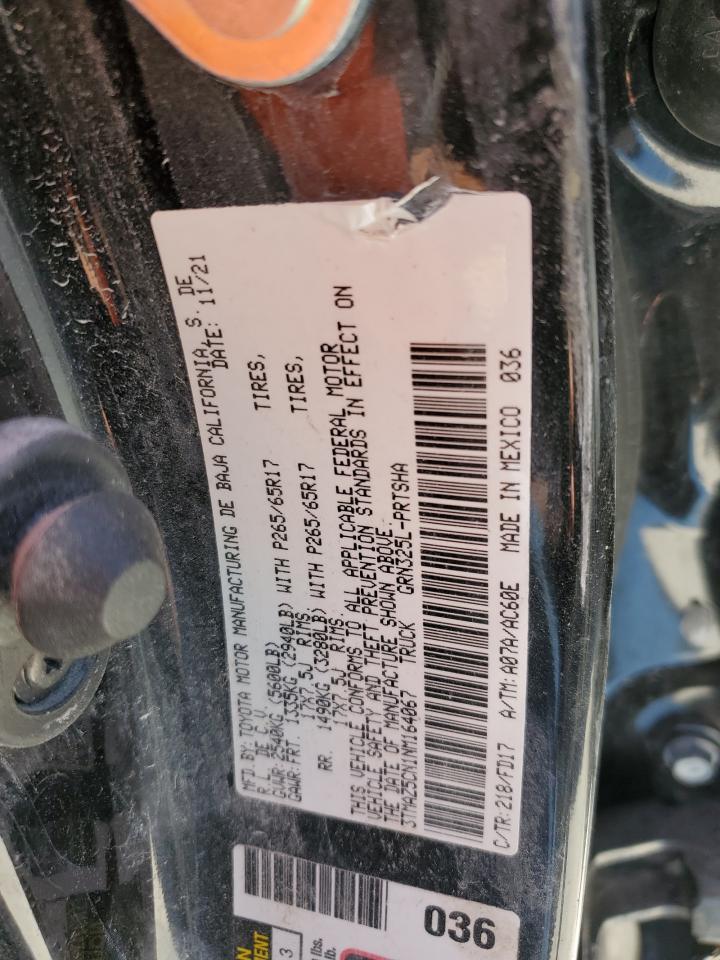 MFD.BY: TOYOTA MOTOR MANUFACTURING DE BAJA CALIFORNIA, S. DE
R.L. DE C.V. DATE: 11/21
GVWR: 2540KG (5600LB)
GAWR:FRT. 1335KG (2940LB) WITH P265/65R17 TIRES,
17X7.5J RIMS
RR. 1490KG (3280LB) WITH P265/65R17 TIRES,
17X7.5J RIMS
THIS VEHICLE CONFORMS TO ALL APPLICABLE FEDERAL MOTOR
VEHICLE SAFETY AND THEFT PREVENTION STANDARDS IN EFFECT ON
THE DATE OF MANUFACTURE SHOWN ABOVE.
3TMAZ5CN1NM164067 TRUCK GRN325L-PRTSHA
C/TR:218/FD17 A/TM:A07A/AC60E MADE IN MEXICO 036
036
3
lbs.